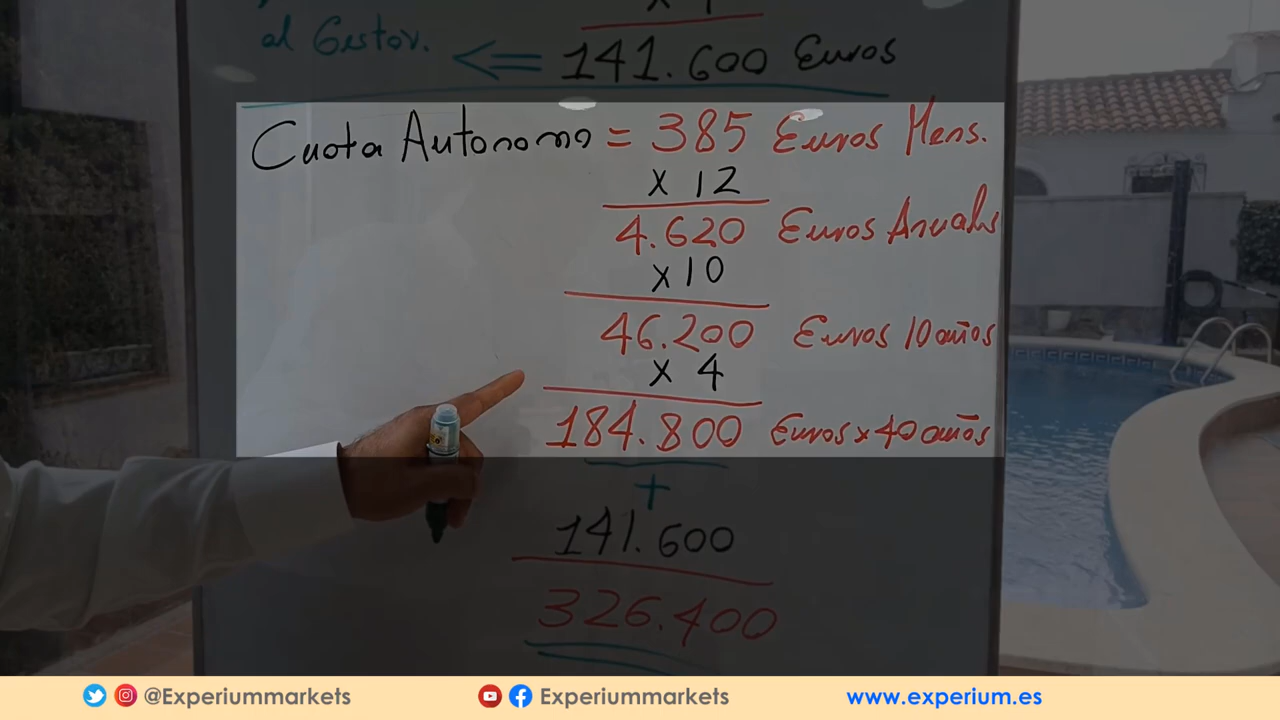 al Gestor.
x 4
<= 141.600 Euros
Cuota Autonomo = 385 Euros Mens.
x 12
4.620 Euros Anuales
x 10
46.200 Euros 10 años
x 4
184.800 Euros x 40 años
+
141.600
326.400
@Experiummarkets Experiummarkets www.experium.es